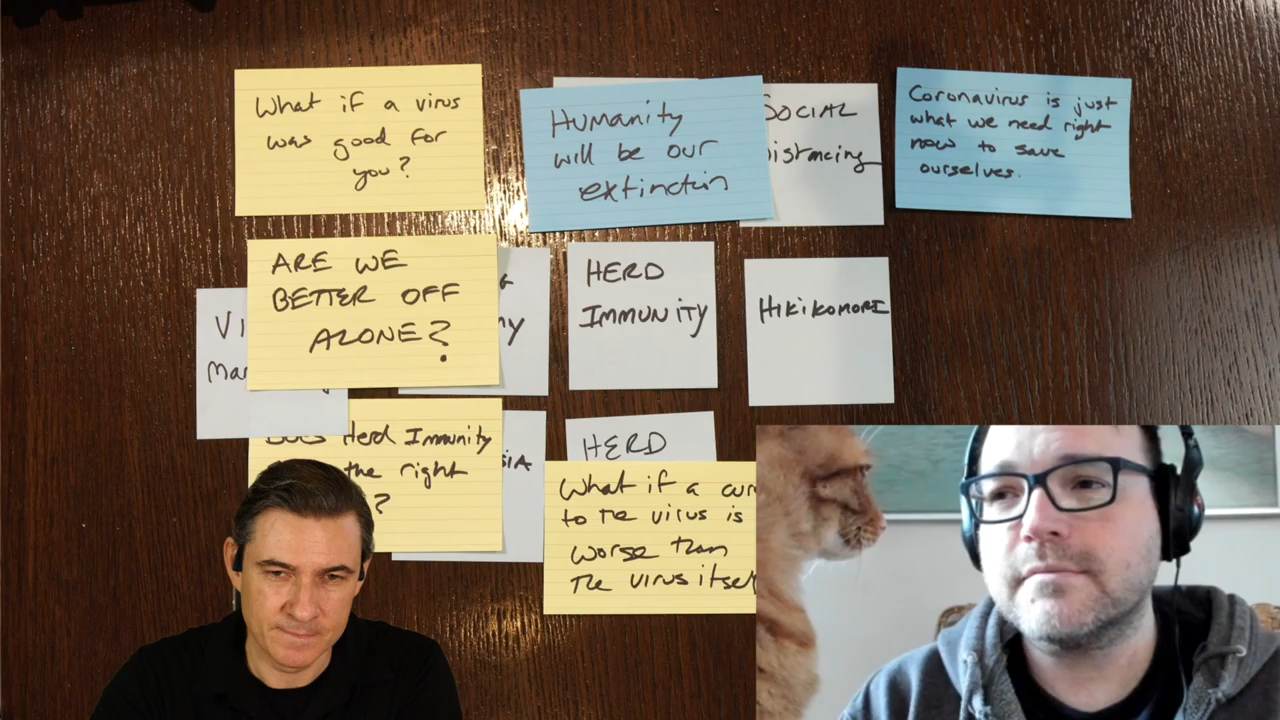 What if a virus
was good for
you?
Humanity
will be our
extinction
SOCIAL
Distancing
Coronavirus is just
what we need right
now to save
ourselves.
ARE WE
BETTER OFF
ALONE?
HERD
IMMUNITY
HIKIKOMORI
Does Herd Immunity
the right
?
HERD
What if a
to the virus is
worse than
the virus itself